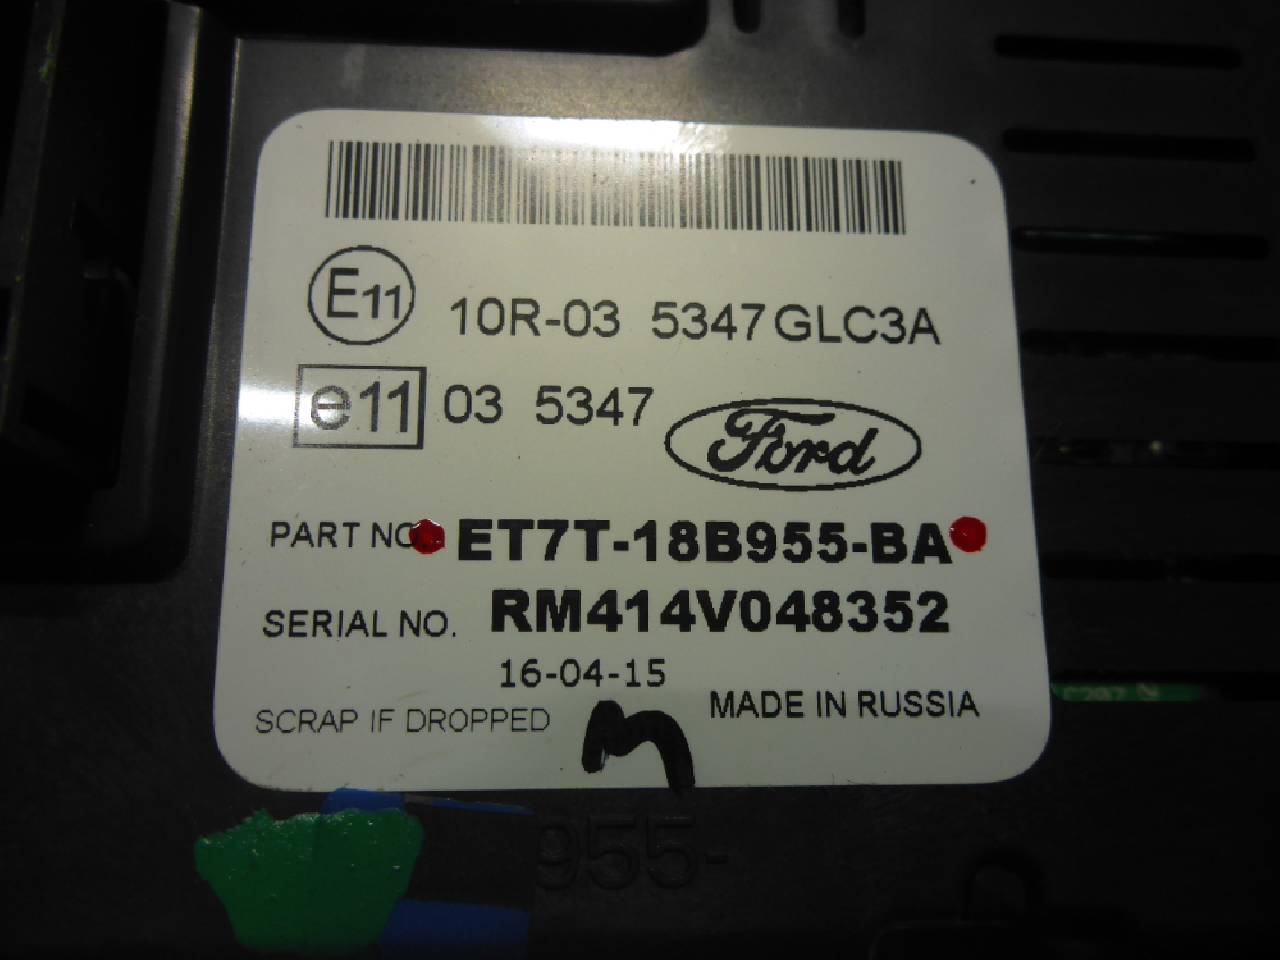 E11 10R-03 5347GLC3A
e11 03 5347
Ford
PART NO. ET7T-18B955-BA
SERIAL NO. RM414V048352
16-04-15
SCRAP IF DROPPED MADE IN RUSSIA
955-